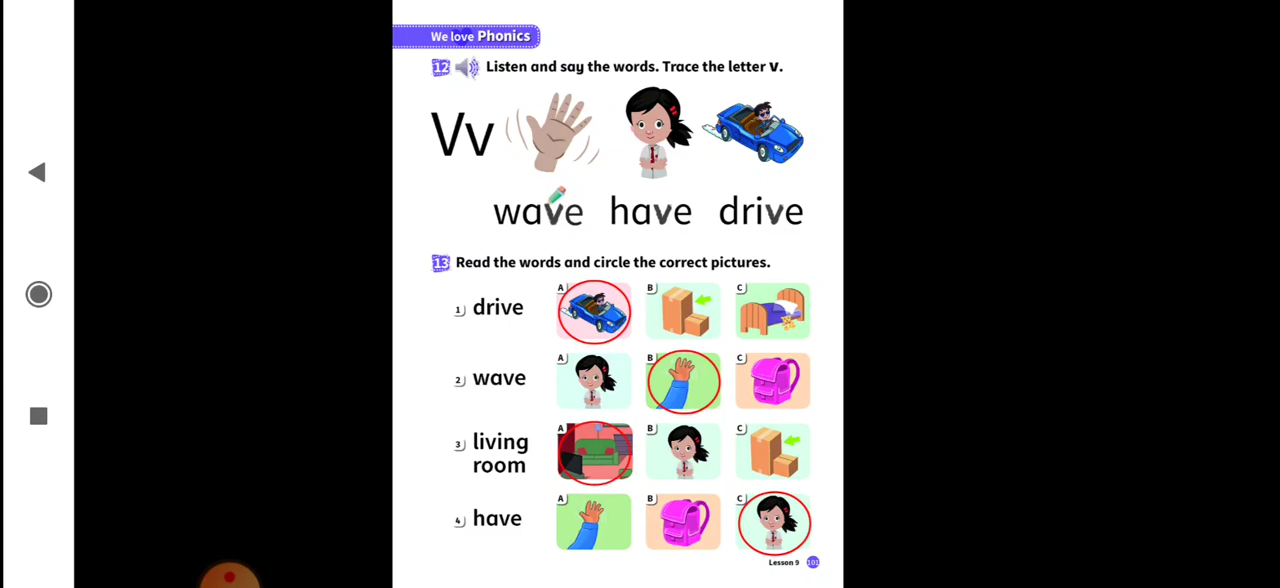 We love Phonics
12 Listen and say the words. Trace the letter v.
Vv
wave have drive
13 Read the words and circle the correct pictures.
1 drive A B C
2 wave A B C
3 living room A B C
4 have A B C
Lesson 9 101